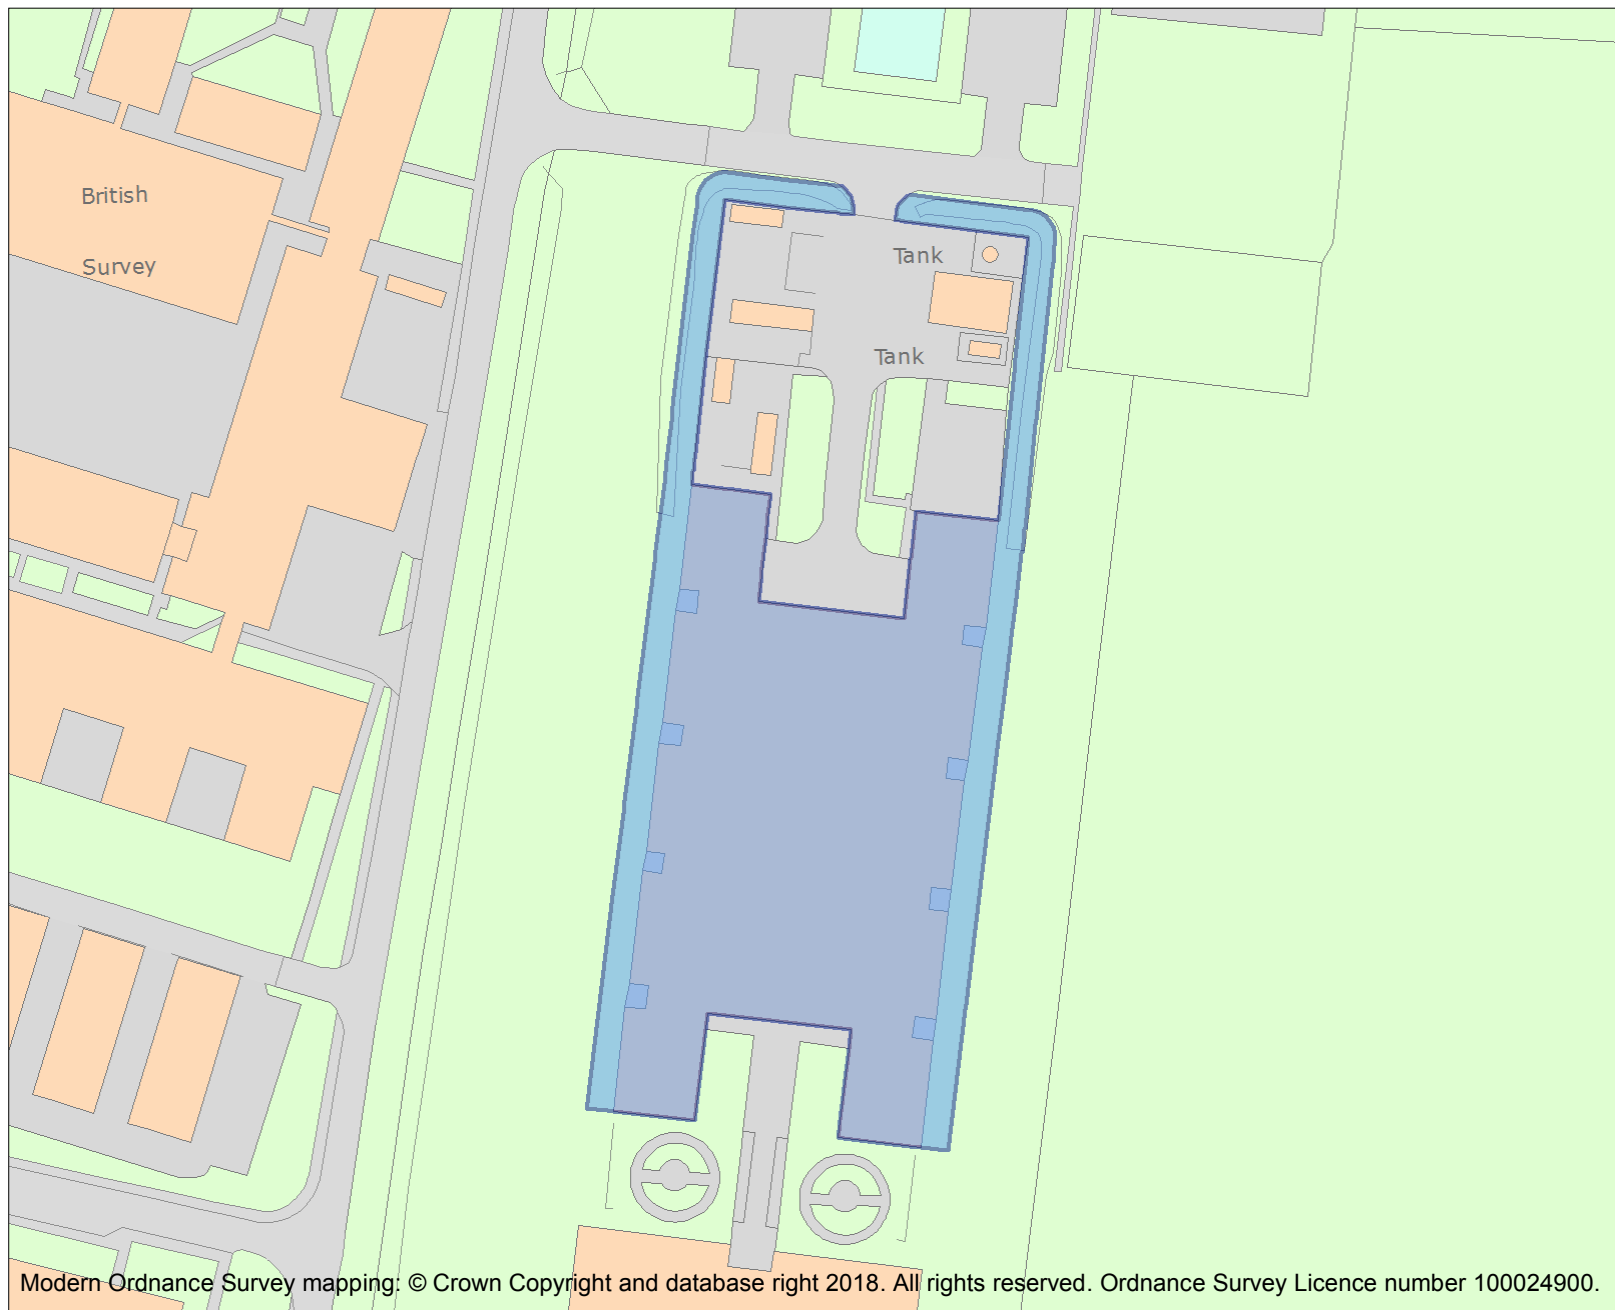 British
Survey
Tank
Tank
Modern Ordnance Survey mapping: © Crown Copyright and database right 2018. All rights reserved. Ordnance Survey Licence number 100024900.